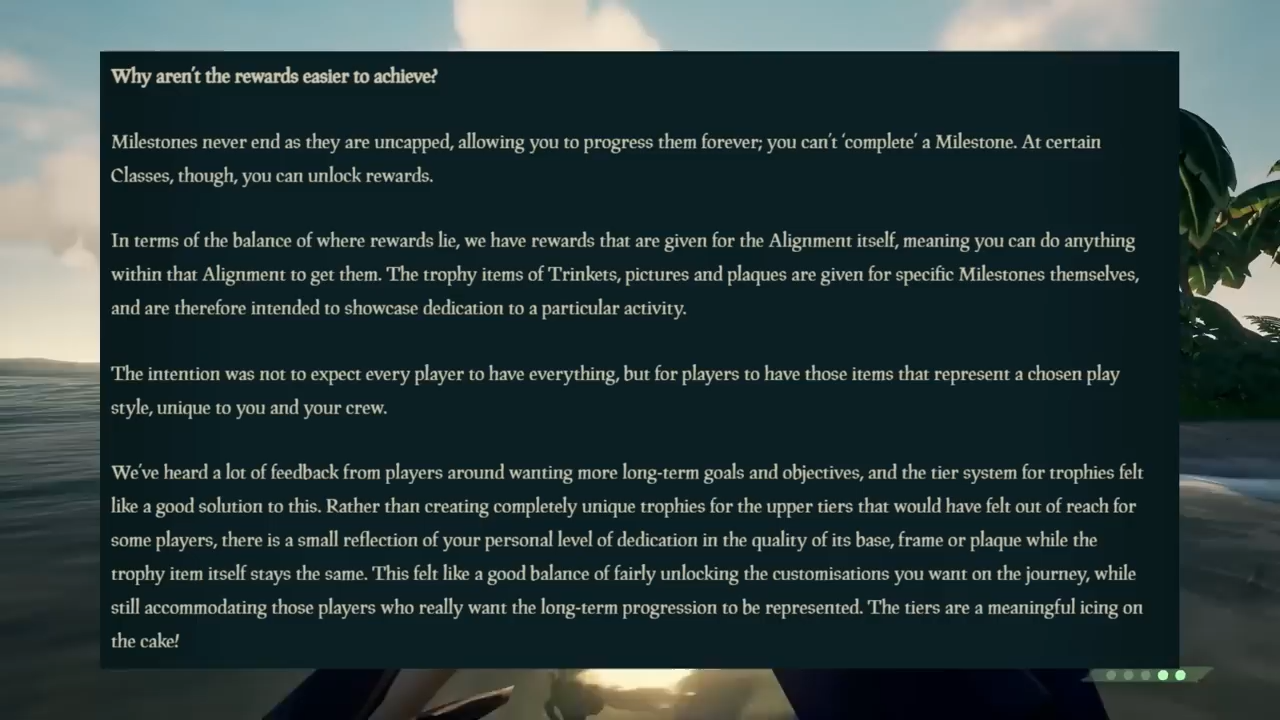 Why aren't the rewards easier to achieve?
Milestones never end as they are uncapped, allowing you to progress them forever; you can't 'complete' a Milestone. At certain
Classes, though, you can unlock rewards.
In terms of the balance of where rewards lie, we have rewards that are given for the Alignment itself, meaning you can do anything
within that Alignment to get them. The trophy items of Trinkets, pictures and plaques are given for specific Milestones themselves,
and are therefore intended to showcase dedication to a particular activity.
The intention was not to expect every player to have everything, but for players to have those items that represent a chosen play
style, unique to you and your crew.
We've heard a lot of feedback from players around wanting more long-term goals and objectives, and the tier system for trophies felt
like a good solution to this. Rather than creating completely unique trophies for the upper tiers that would have felt out of reach for
some players, there is a small reflection of your personal level of dedication in the quality of its base, frame or plaque while the
trophy item itself stays the same. This felt like a good balance of fairly unlocking the customisations you want on the journey, while
still accommodating those players who really want the long-term progression to be represented. The tiers are a meaningful icing on
the cake!